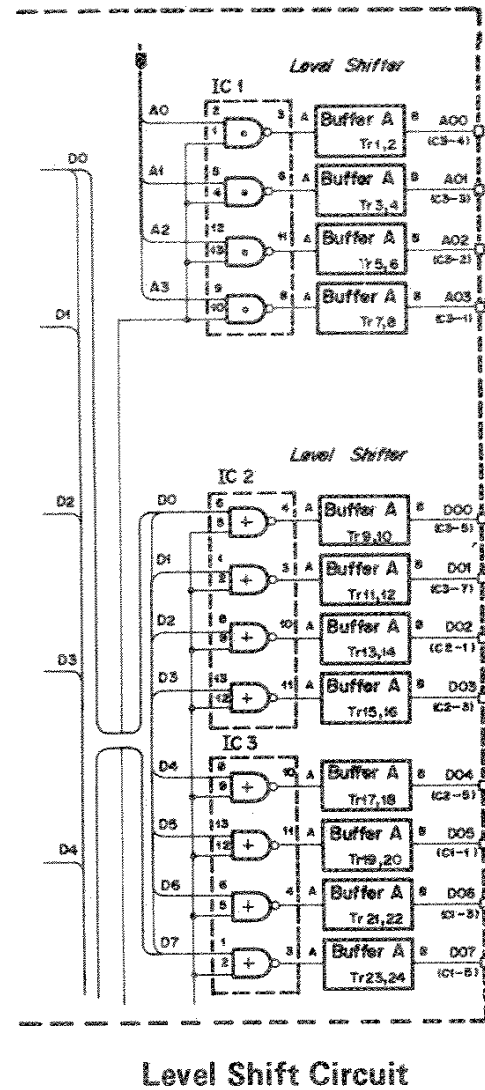 Level Shifter
IC 1
A0 2 1 3 A Buffer A Tr1,2 B A00 (C3-4)
A1 5 4 6 A Buffer A Tr3,4 B A01 (C3-3)
A2 12 13 11 A Buffer A Tr5,6 B A02 (C3-2)
A3 9 10 8 A Buffer A Tr7,8 B A03 (C3-1)
D0
D1
D2
D3
D4
Level Shifter
IC 2
D0 6 5 + 4 A Buffer A Tr9,10 B D00 (C3-5)
D1 1 2 + 3 A Buffer A Tr11,12 B D01 (C3-7)
D2 8 9 + 10 A Buffer A Tr13,14 B D02 (C2-1)
D3 13 12 + 11 A Buffer A Tr15,16 B D03 (C2-3)
IC 3
D4 8 9 + 10 A Buffer A Tr17,18 B D04 (C2-5)
D5 13 12 + 11 A Buffer A Tr19,20 B D05 (C1-1)
D6 6 5 + 4 A Buffer A Tr21,22 B D06 (C1-3)
D7 1 2 + 3 A Buffer A Tr23,24 B D07 (C1-5)
Level Shift Circuit